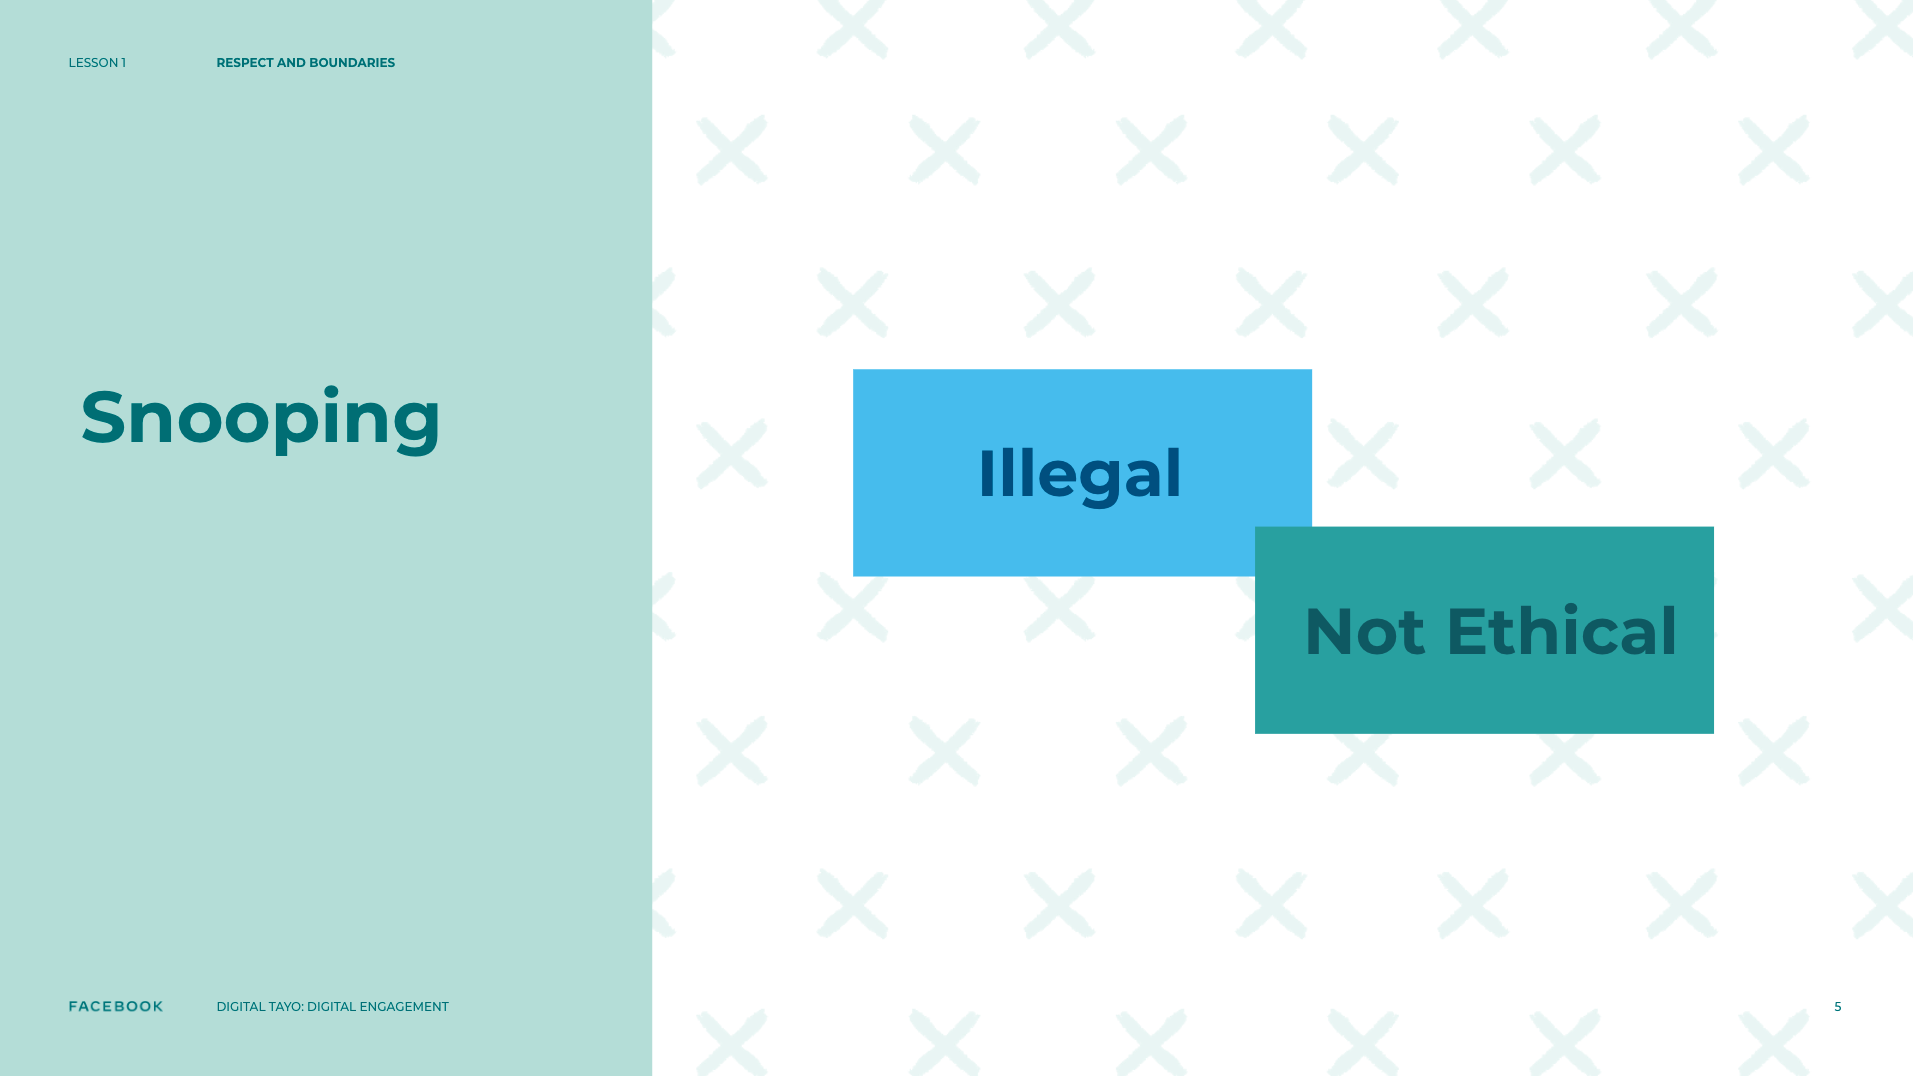 LESSON 1
RESPECT AND BOUNDARIES
Snooping
Illegal
Not Ethical
FACEBOOK
DIGITAL TAYO: DIGITAL ENGAGEMENT
5